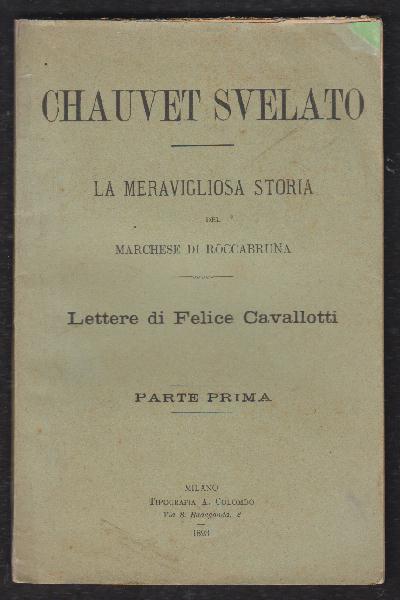 CHAUVET SVELATO
LA MERAVIGLIOSA STORIA
DEL
MARCHESE DI ROCCABRUNA
Lettere di Felice Cavallotti
PARTE PRIMA
MILANO
TIPOGRAFIA A. COLOMBO
Via S. Radegonda, 2
1893